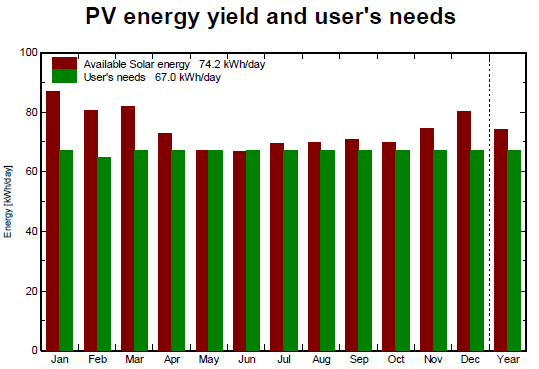 PV energy yield and user's needs
Available Solar energy 74.2 kWh/day
User's needs 67.0 kWh/day
100
80
60
40
20
0
Energy [kWh/day]
Jan Feb Mar Apr May Jun Jul Aug Sep Oct Nov Dec Year